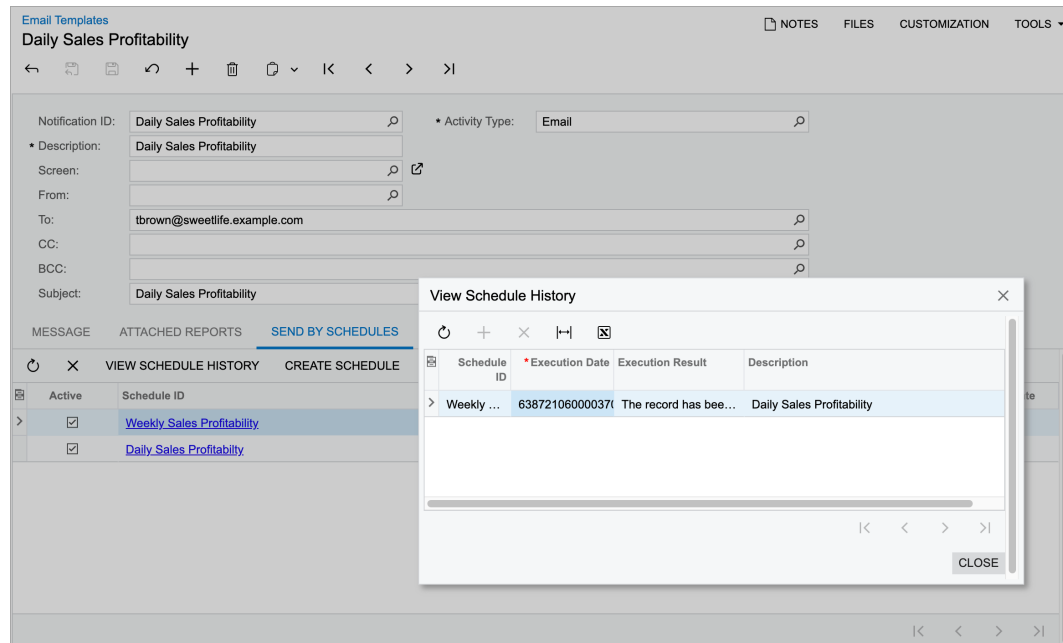 Email Templates
Daily Sales Profitability
NOTES FILES CUSTOMIZATION TOOLS
Notification ID: Daily Sales Profitability * Activity Type: Email
* Description: Daily Sales Profitability
Screen:
From:
To: tbrown@sweetlife.example.com
CC:
BCC:
Subject: Daily Sales Profitability
MESSAGE ATTACHED REPORTS SEND BY SCHEDULES
VIEW SCHEDULE HISTORY CREATE SCHEDULE
Active Schedule ID
Weekly Sales Profitability
Daily Sales Profitabilty
View Schedule History
Schedule ID *Execution Date Execution Result Description
Weekly ... 63872106000037 The record has bee... Daily Sales Profitability
CLOSE